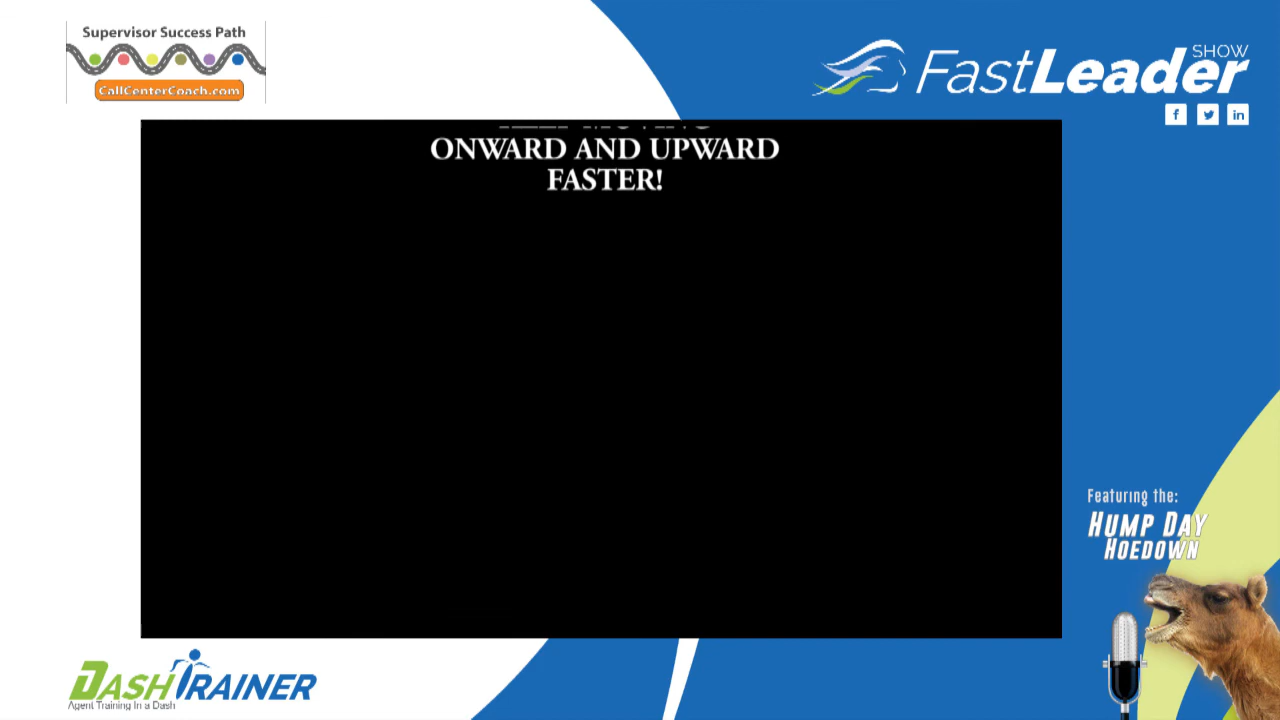 Supervisor Success Path
CallCenterCoach.com
FastLeader
SHOW
ONWARD AND UPWARD
FASTER!
Featuring the:
HUMP DAY
HOEDOWN
DASHTRAINER
Agent Training In a Dash